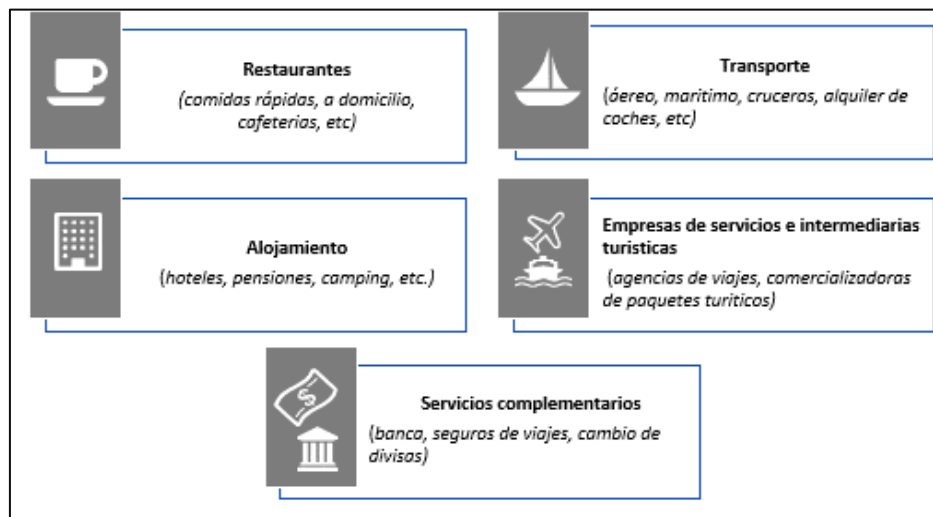 Restaurantes
(comidas rápidas, a domicilio,
cafeterias, etc)
Transporte
(áereo, maritimo, cruceros, alquiler de
coches, etc)
Alojamiento
(hoteles, pensiones, camping, etc.)
Empresas de servicios e intermediarias
turisticas
(agencias de viajes, comercializadoras
de paquetes turiticos)
Servicios complementarios
(banca, seguros de viajes, cambio de
divisas)